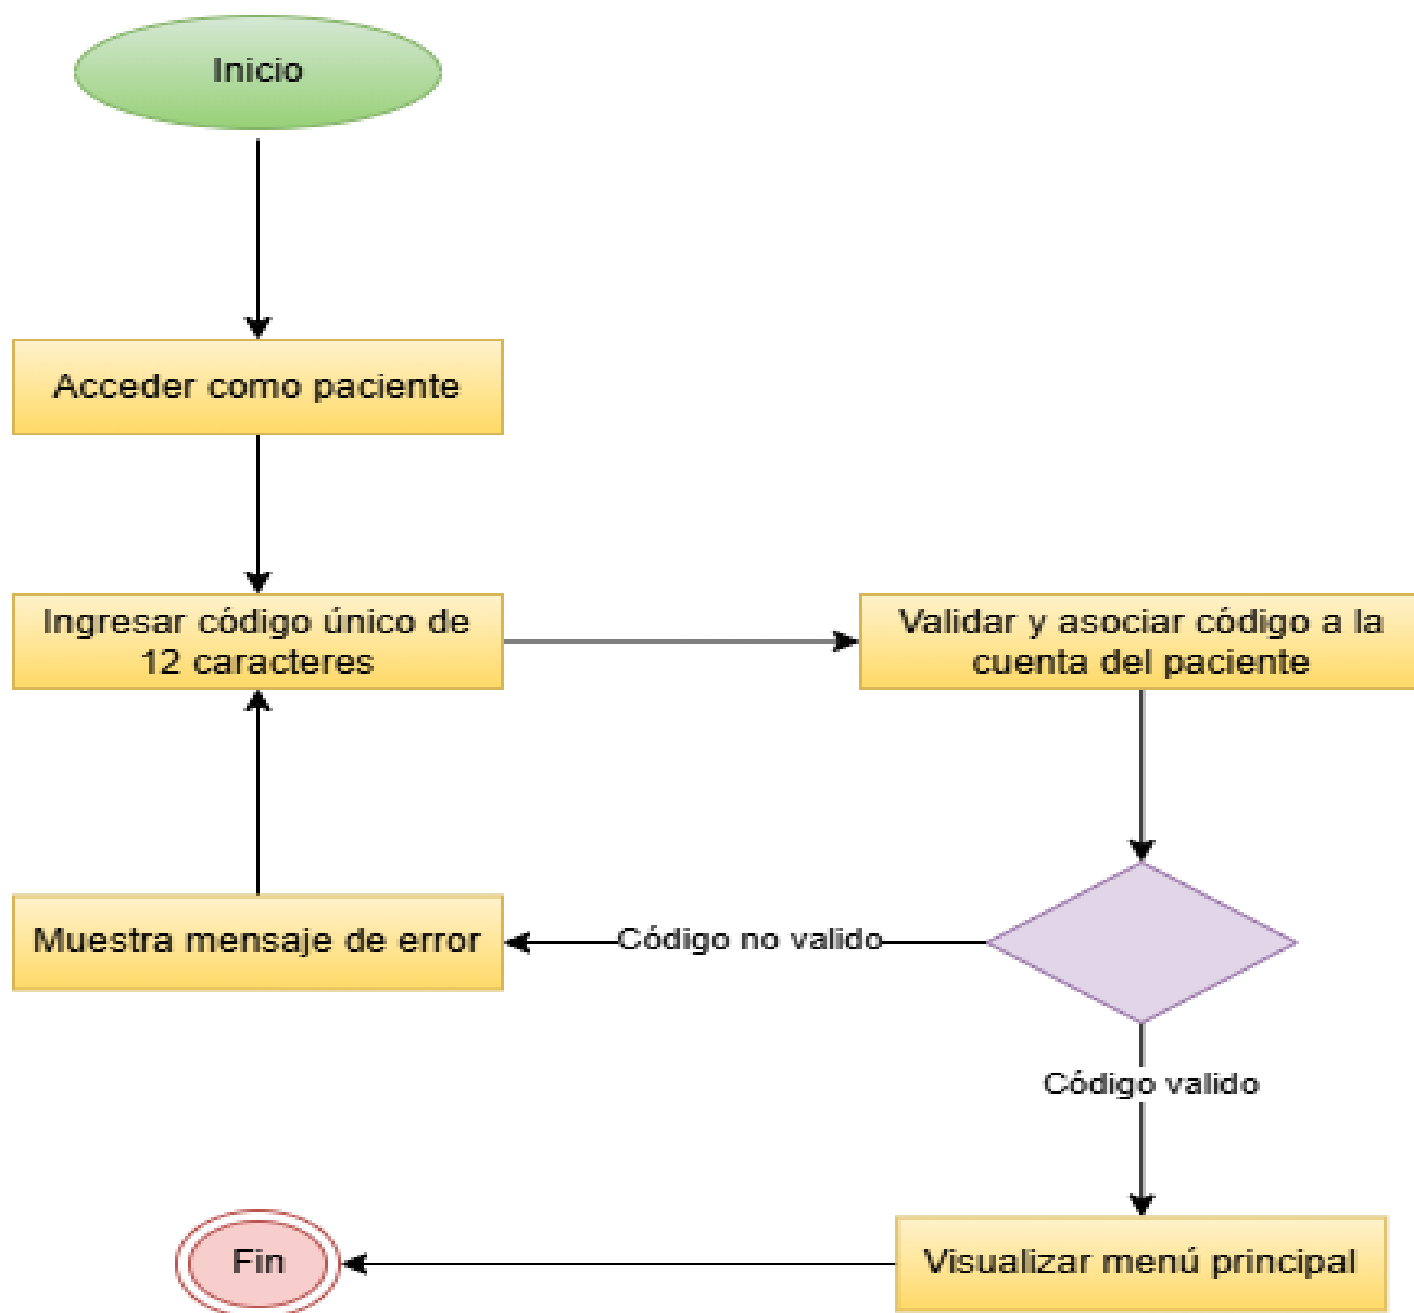 Inicio
Acceder como paciente
Ingresar código único de
12 caracteres
Validar y asociar código a la
cuenta del paciente
Muestra mensaje de error
Código no valido
Código valido
Fin
Visualizar menú principal